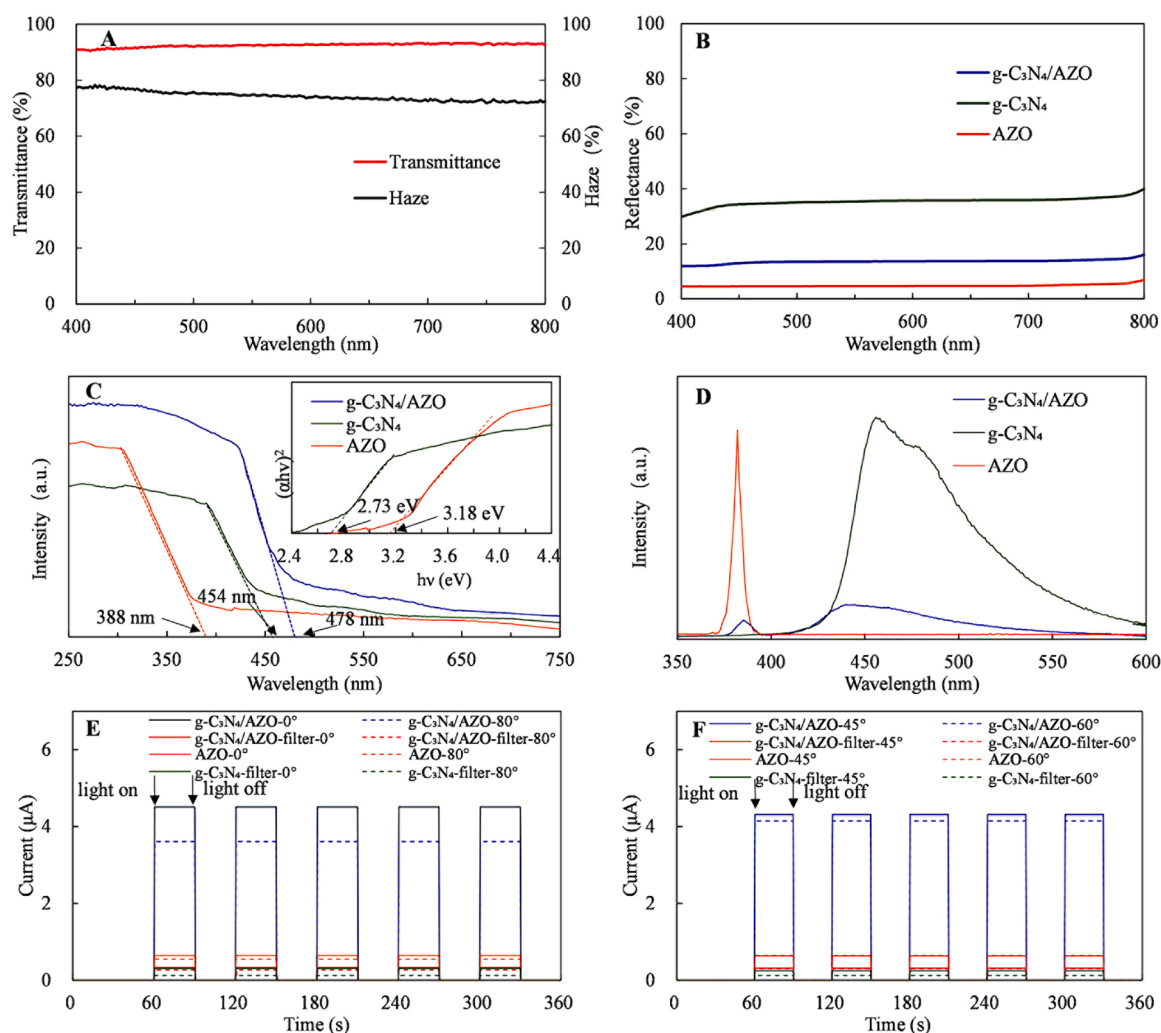 A
100
80
60
40
20
0
Transmittance (%)
100
80
60
40
20
0
Haze (%)
Transmittance
Haze
400 500 600 700 800
Wavelength (nm)
B
100
80
60
40
20
0
Reflectance (%)
g-C₃N₄/AZO
g-C₃N₄
AZO
400 500 600 700 800
Wavelength (nm)
C
Intensity (a.u.)
g-C₃N₄/AZO
g-C₃N₄
AZO
(αhν)²
2.73 eV
3.18 eV
2.4 2.8 3.2 3.6 4.0 4.4
hν (eV)
388 nm
454 nm
478 nm
250 350 450 550 650 750
Wavelength (nm)
D
Intensity (a.u.)
g-C₃N₄/AZO
g-C₃N₄
AZO
350 400 450 500 550 600
Wavelength (nm)
E
6
4
2
0
Current (μA)
g-C₃N₄/AZO-0°
g-C₃N₄/AZO-filter-0°
AZO-0°
g-C₃N₄-filter-0°
g-C₃N₄/AZO-80°
g-C₃N₄/AZO-filter-80°
AZO-80°
g-C₃N₄-filter-80°
light on
light off
0 60 120 180 240 300 360
Time (s)
F
6
4
2
0
Current (μA)
g-C₃N₄/AZO-45°
g-C₃N₄/AZO-filter-45°
AZO-45°
g-C₃N₄-filter-45°
g-C₃N₄/AZO-60°
g-C₃N₄/AZO-filter-60°
AZO-60°
g-C₃N₄-filter-60°
light on
light off
0 60 120 180 240 300 360
Time (s)